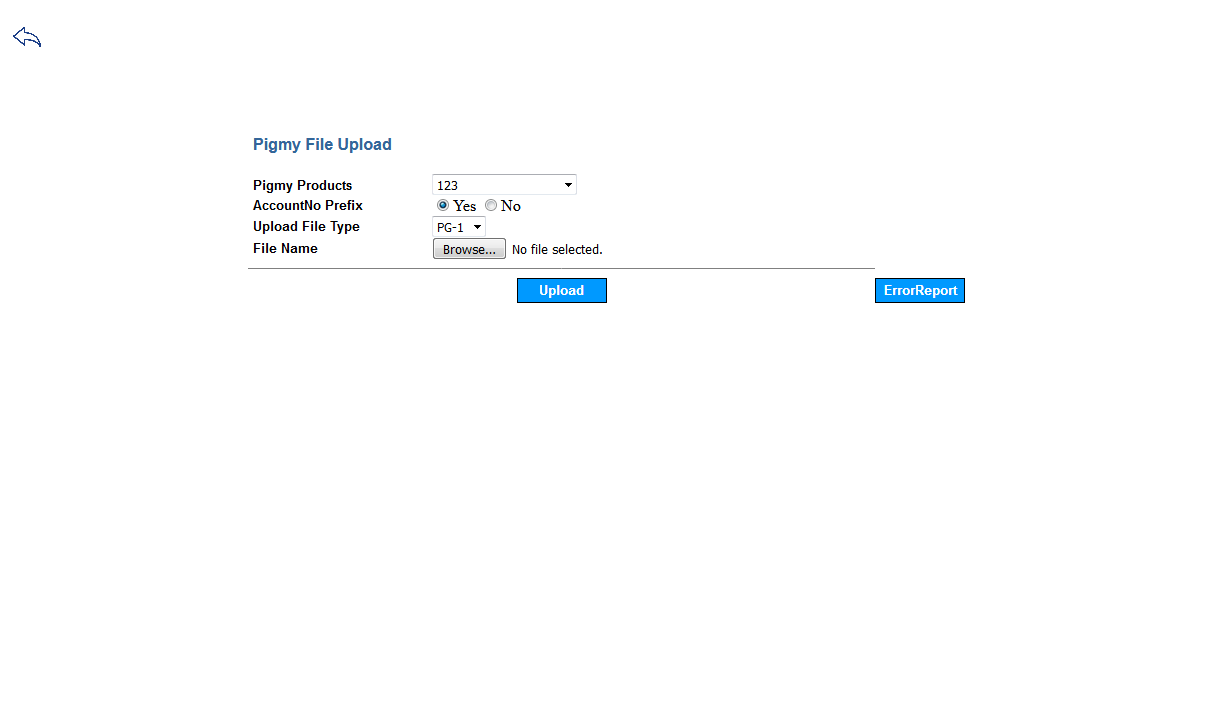 Pigmy File Upload
Pigmy Products 123
AccountNo Prefix Yes No
Upload File Type PG-1
File Name Browse... No file selected.
Upload ErrorReport